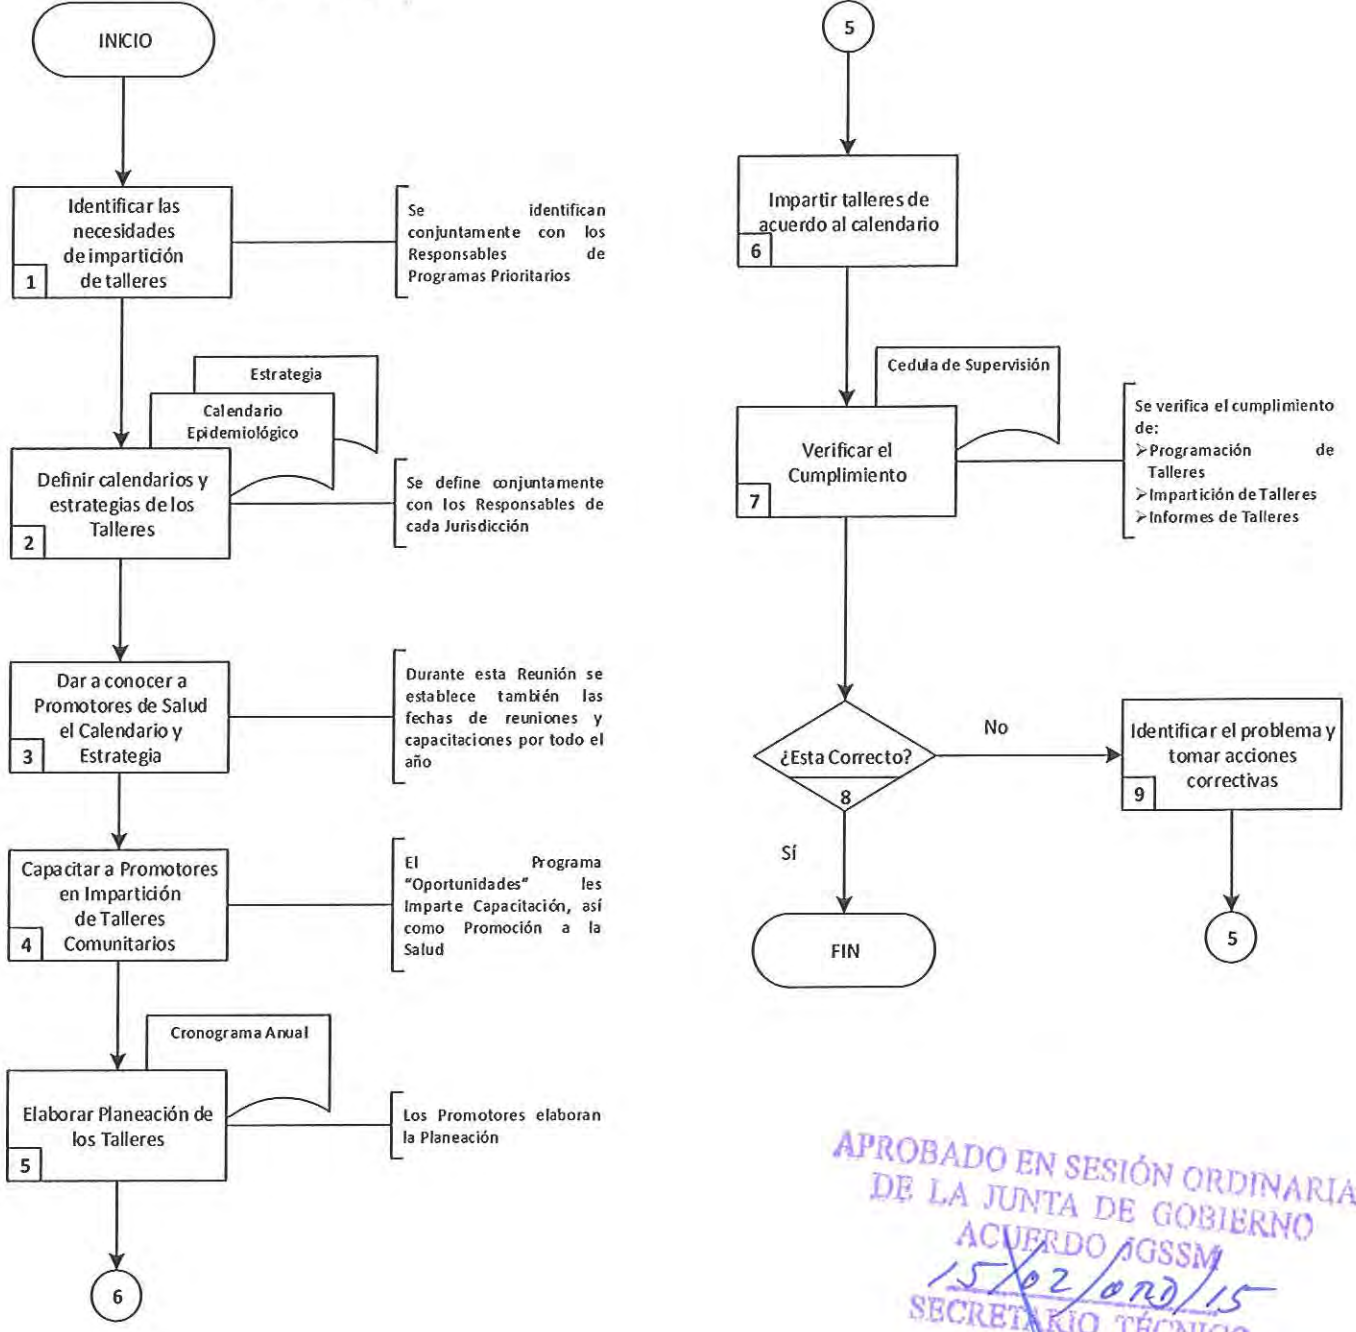 INICIO
Identificar las
necesidades
de impartición
de talleres
1
Se identifican
conjuntamente con los
Responsables de
Programas Prioritarios
Estrategia
Calendario
Epidemiológico
Definir calendarios y
estrategias de los
Talleres
2
Se define conjuntamente
con los Responsables de
cada Jurisdicción
Dar a conocer a
Promotores de Salud
el Calendario y
Estrategia
3
Durante esta Reunión se
establece también las
fechas de reuniones y
capacitaciones por todo el
año
Capacitar a Promotores
en Impartición
de Talleres
Comunitarios
4
El Programa
"Oportunidades" les
Imparte Capacitación, así
como Promoción a la
Salud
Cronograma Anual
Elaborar Planeación de
los Talleres
5
Los Promotores elaboran
la Planeación
6
5
Impartir talleres de
acuerdo al calendario
6
Cedula de Supervisión
Verificar el
Cumplimiento
7
Se verifica el cumplimiento
de:
➢Programación de
Talleres
➢Impartición de Talleres
➢Informes de Talleres
¿Esta Correcto?
8
No
Identificar el problema y
tomar acciones
correctivas
9
Sí
FIN
5
APROBADO EN SESIÓN ORDINARIA
DE LA JUNTA DE GOBIERNO
ACUERDO JGSSM
15/02/ORD/15
SECRETARIO TÉCNICO